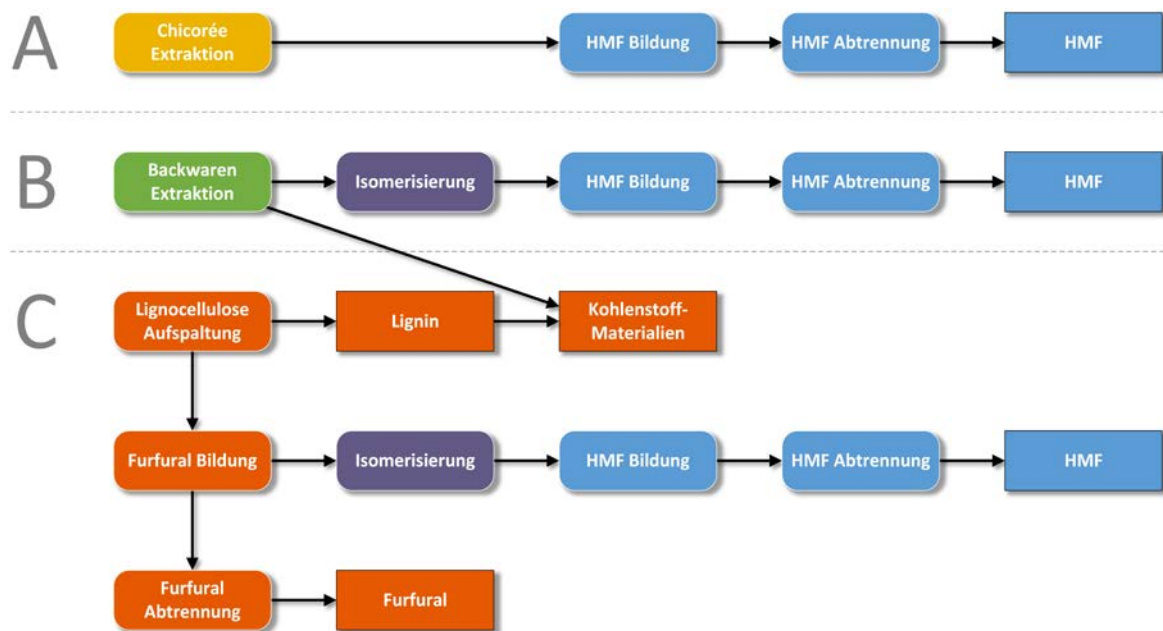 A
Chicorée
Extraktion
HMF Bildung
HMF Abtrennung
HMF
B
Backwaren
Extraktion
Isomerisierung
HMF Bildung
HMF Abtrennung
HMF
C
Lignocellulose
Aufspaltung
Lignin
Kohlenstoff-
Materialien
Furfural Bildung
Isomerisierung
HMF Bildung
HMF Abtrennung
HMF
Furfural
Abtrennung
Furfural